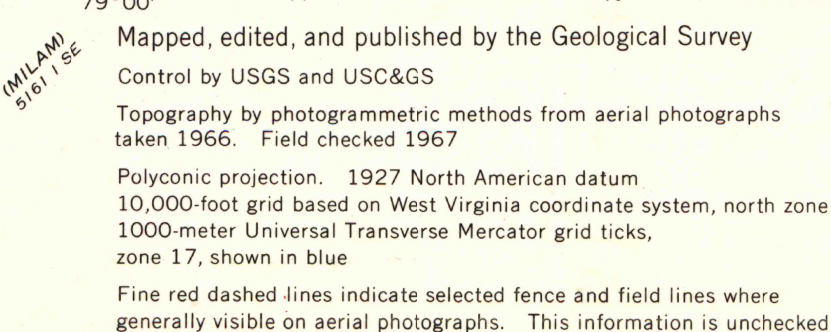 79°00'
(MILAM)
5161 I SE
Mapped, edited, and published by the Geological Survey
Control by USGS and USC&GS
Topography by photogrammetric methods from aerial photographs
taken 1966. Field checked 1967
Polyconic projection. 1927 North American datum
10,000-foot grid based on West Virginia coordinate system, north zone
1000-meter Universal Transverse Mercator grid ticks,
zone 17, shown in blue
Fine red dashed lines indicate selected fence and field lines where
generally visible on aerial photographs. This information is unchecked